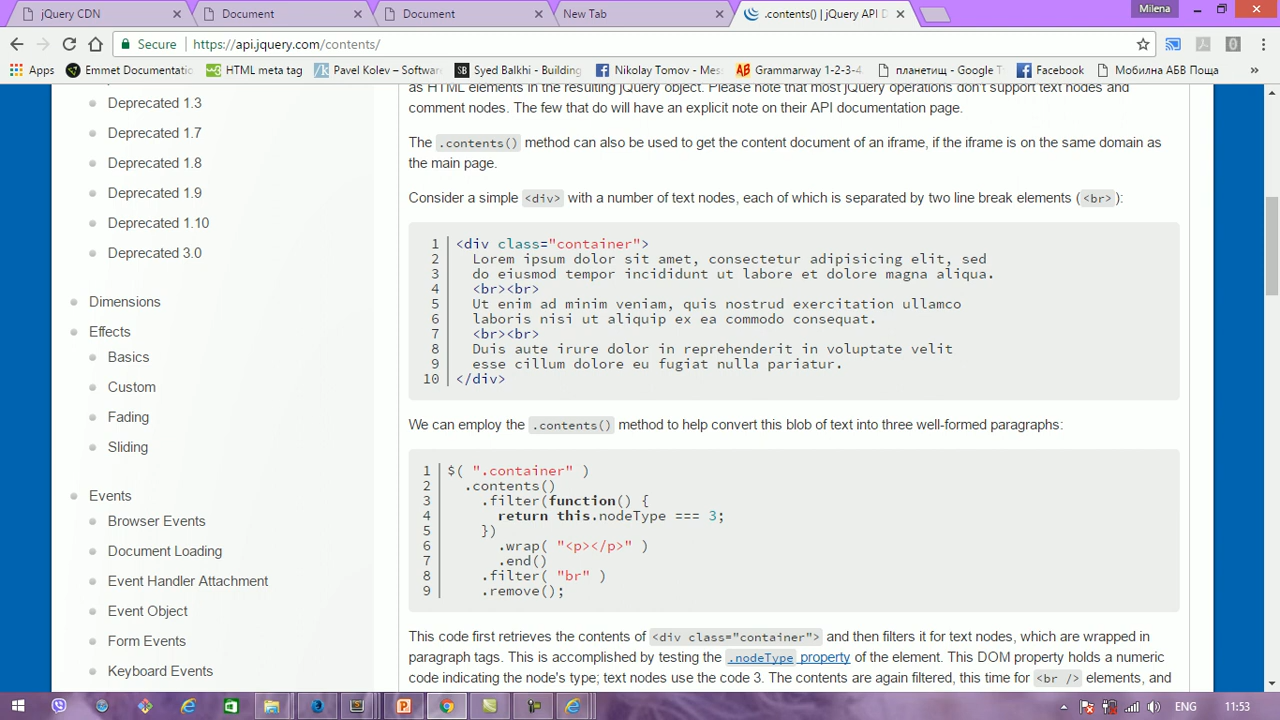 jQuery CDN
Document
Document
New Tab
.contents() | jQuery API D
Milena
Secure https://api.jquery.com/contents/
Apps
Emmet Documentatic
HTML meta tag
Pavel Kolev – Softwar
Syed Balkhi - Building
Nikolay Tomov - Mes
Grammarway 1-2-3-4
планетищ - Google T
Facebook
Мобилна АБВ Поща
»
Deprecated 1.3
Deprecated 1.7
Deprecated 1.8
Deprecated 1.9
Deprecated 1.10
Deprecated 3.0
Dimensions
Effects
Basics
Custom
Fading
Sliding
Events
Browser Events
Document Loading
Event Handler Attachment
Event Object
Form Events
Keyboard Events
as HTML elements in the resulting jQuery object. Please note that most jQuery operations don't support text nodes and
comment nodes. The few that do will have an explicit note on their API documentation page.
The .contents() method can also be used to get the content document of an iframe, if the iframe is on the same domain as
the main page.
Consider a simple <div> with a number of text nodes, each of which is separated by two line break elements (<br>):
1 <div class="container">
2 Lorem ipsum dolor sit amet, consectetur adipisicing elit, sed
3 do eiusmod tempor incididunt ut labore et dolore magna aliqua.
4 <br><br>
5 Ut enim ad minim veniam, quis nostrud exercitation ullamco
6 laboris nisi ut aliquip ex ea commodo consequat.
7 <br><br>
8 Duis aute irure dolor in reprehenderit in voluptate velit
9 esse cillum dolore eu fugiat nulla pariatur.
10 </div>
We can employ the .contents() method to help convert this blob of text into three well-formed paragraphs:
1 $( ".container" )
2 .contents()
3 .filter(function() {
4 return this.nodeType === 3;
5 })
6 .wrap( "<p></p>" )
7 .end()
8 .filter( "br" )
9 .remove();
This code first retrieves the contents of <div class="container"> and then filters it for text nodes, which are wrapped in
paragraph tags. This is accomplished by testing the .nodeType property of the element. This DOM property holds a numeric
code indicating the node's type; text nodes use the code 3. The contents are again filtered, this time for <br /> elements, and
ENG
11:53